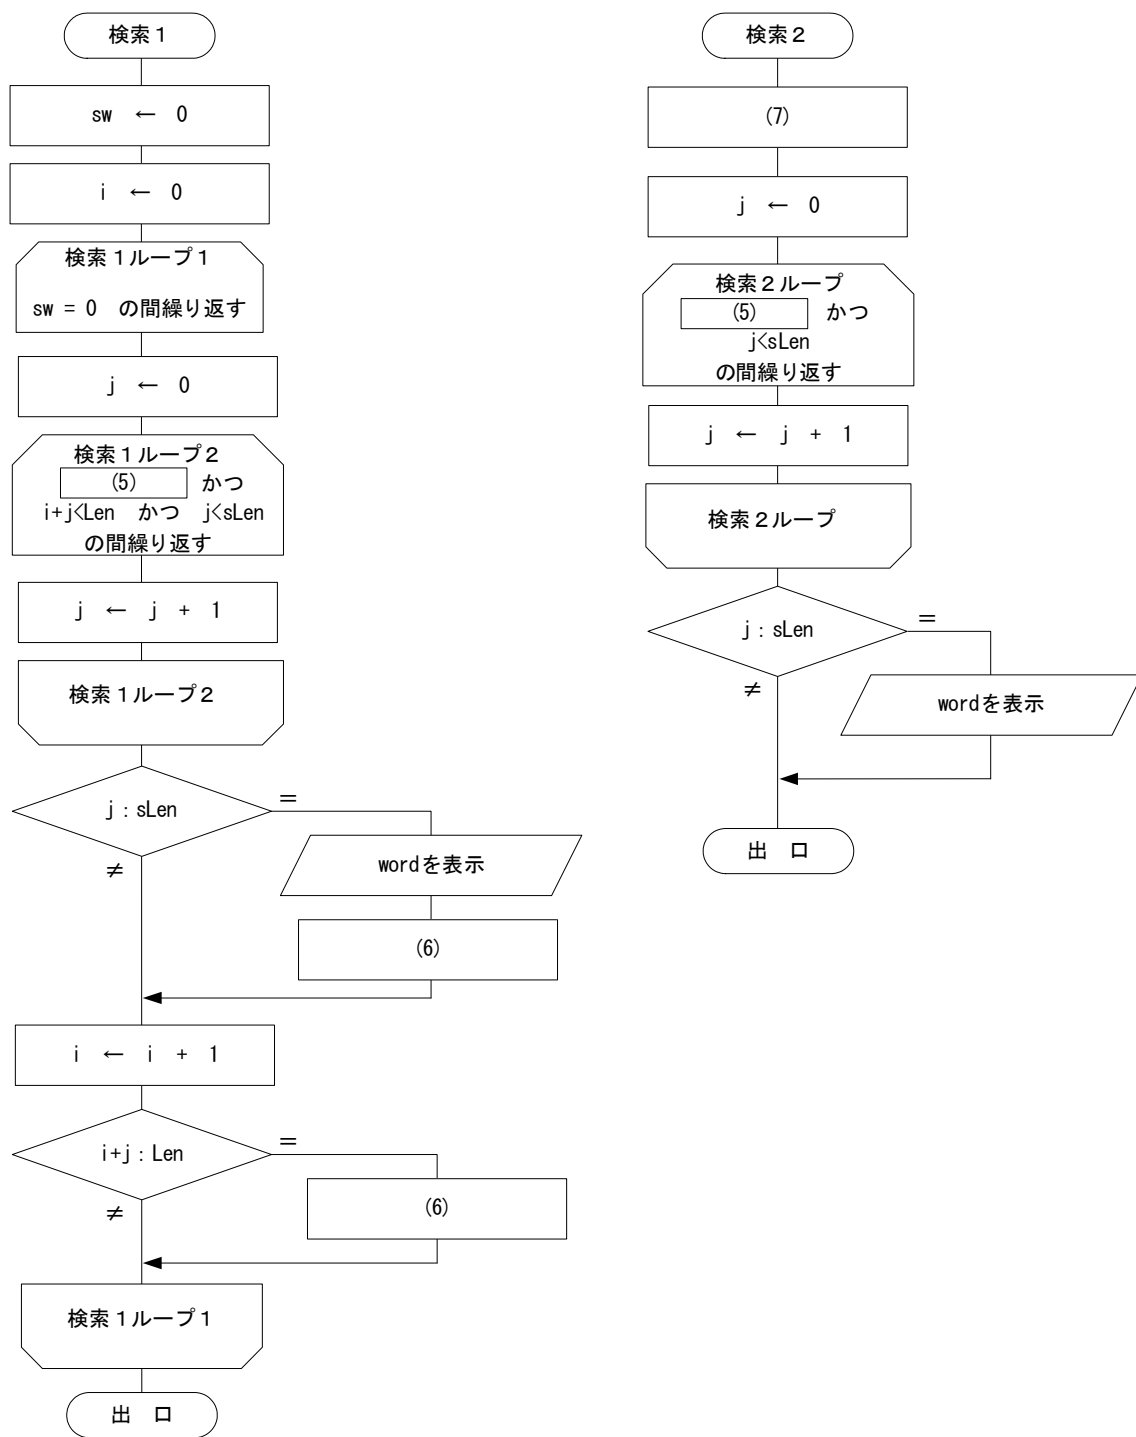 検索１
sw ← 0
i ← 0
検索１ループ１
sw = 0 の間繰り返す
j ← 0
検索１ループ２
(5) かつ
i+j<Len かつ j<sLen
の間繰り返す
j ← j + 1
検索１ループ２
j：sLen
＝
≠
wordを表示
(6)
i ← i + 1
i+j：Len
＝
≠
(6)
検索１ループ１
出 口
検索２
(7)
j ← 0
検索２ループ
(5) かつ
j<sLen
の間繰り返す
j ← j + 1
検索２ループ
j：sLen
＝
≠
wordを表示
出 口